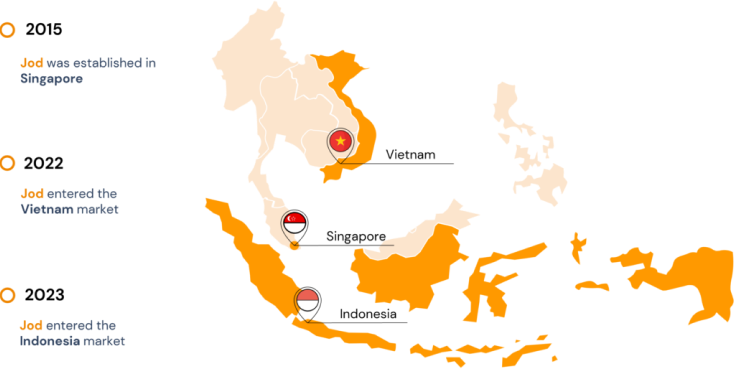 2015
Jod was established in
Singapore
2022
Jod entered the
Vietnam market
2023
Jod entered the
Indonesia market
Vietnam
Singapore
Indonesia